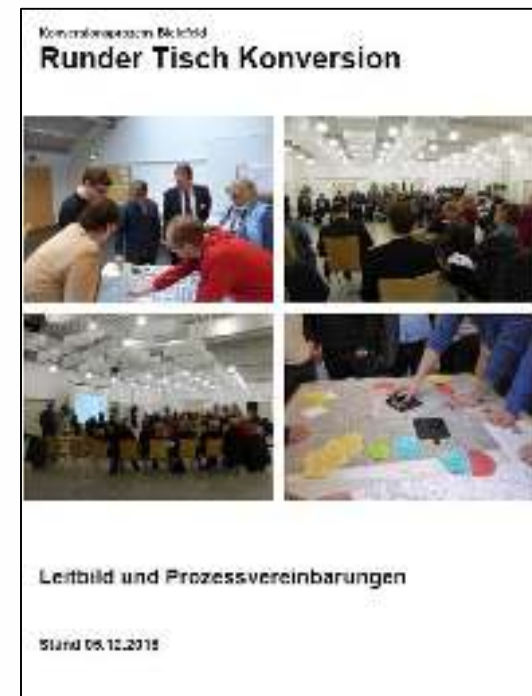 Konversionsprozess Bielefeld
Runder Tisch Konversion
Leitbild und Prozessvereinbarungen
Stand